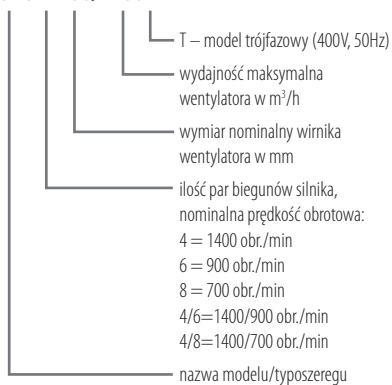 T – model trójfazowy (400V, 50Hz)
wydajność maksymalna
wentylatora w m³/h
wymiar nominalny wirnika
wentylatora w mm
ilość par biegunów silnika,
nominalna prędkość obrotowa:
4 = 1400 obr./min
6 = 900 obr./min
8 = 700 obr./min
4/6=1400/900 obr./min
4/8=1400/700 obr./min
nazwa modelu/typoszeregu